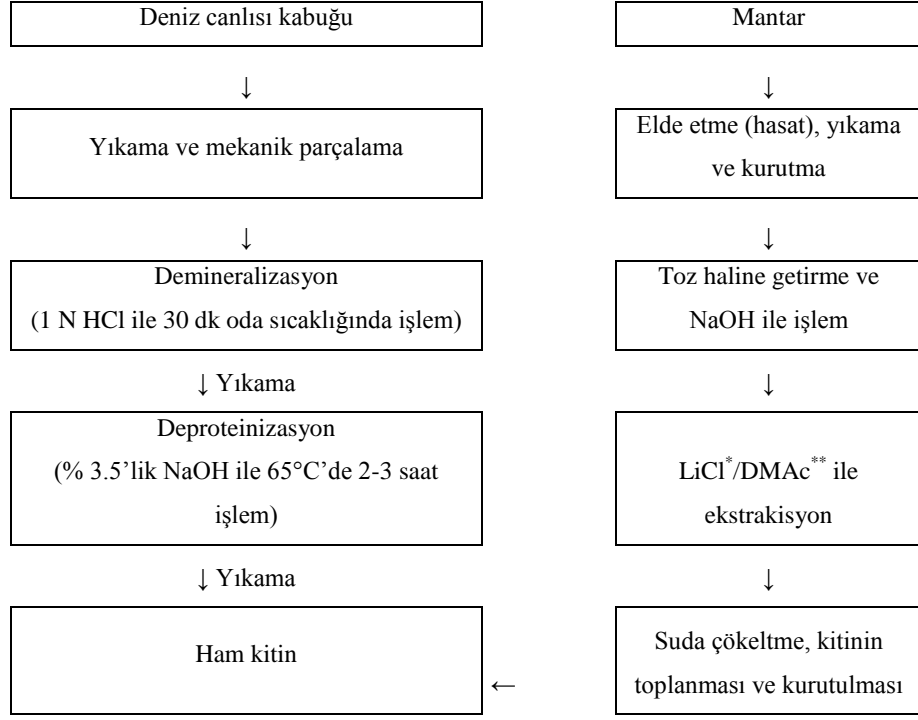 Deniz canlısı kabuğu
↓
Yıkama ve mekanik parçalama
↓
Demineralizasyon
(1 N HCl ile 30 dk oda sıcaklığında işlem)
↓ Yıkama
Deproteinizasyon
(% 3.5’lik NaOH ile 65°C’de 2-3 saat
işlem)
↓ Yıkama
Ham kitin
←
Mantar
↓
Elde etme (hasat), yıkama
ve kurutma
↓
Toz haline getirme ve
NaOH ile işlem
↓
LiCl*/DMAc** ile
ekstrakisyon
↓
Suda çökeltme, kitinin
toplanması ve kurutulması